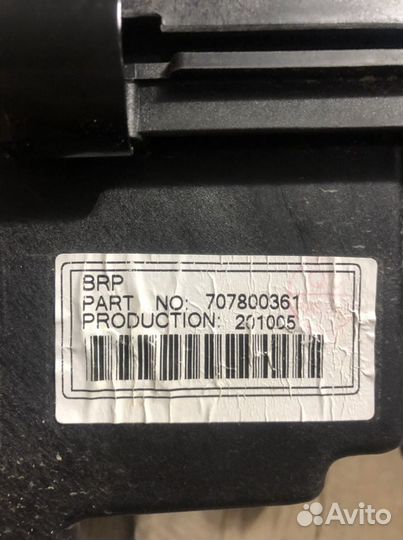 BRP
PART NO: 707800361
PRODUCTION: 201005
Avito